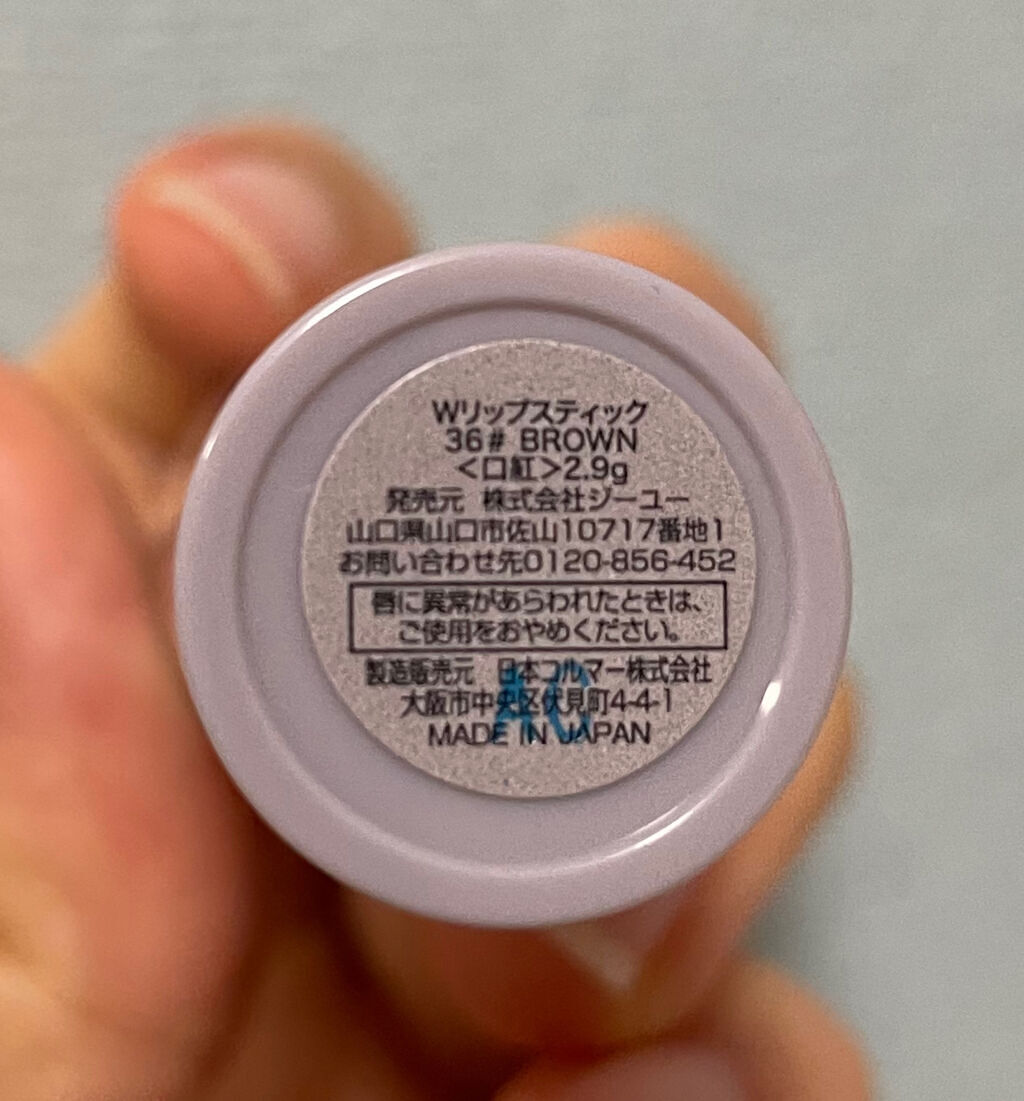 Wリップスティック
36# BROWN
<口紅>2.9g
発売元 株式会社ジーユー
山口県山口市佐山10717番地1
お問い合わせ先0120-856-452
唇に異常があらわれたときは、
ご使用をおやめください。
製造販売元 日本コルマー株式会社
大阪市中央区伏見町4-4-1
MADE IN JAPAN
AC